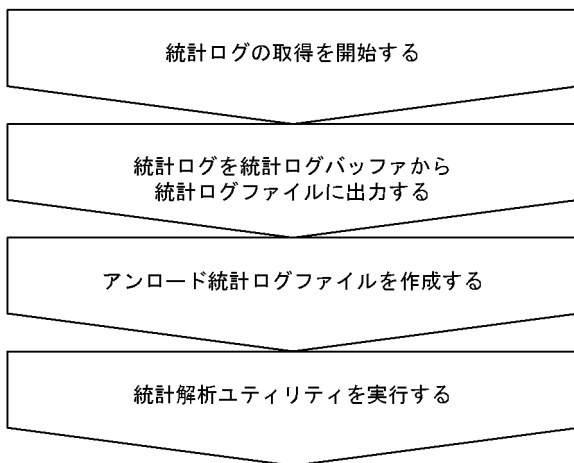 統計ログの取得を開始する
統計ログを統計ログバッファから
統計ログファイルに出力する
アンロード統計ログファイルを作成する
統計解析ユティリティを実行する